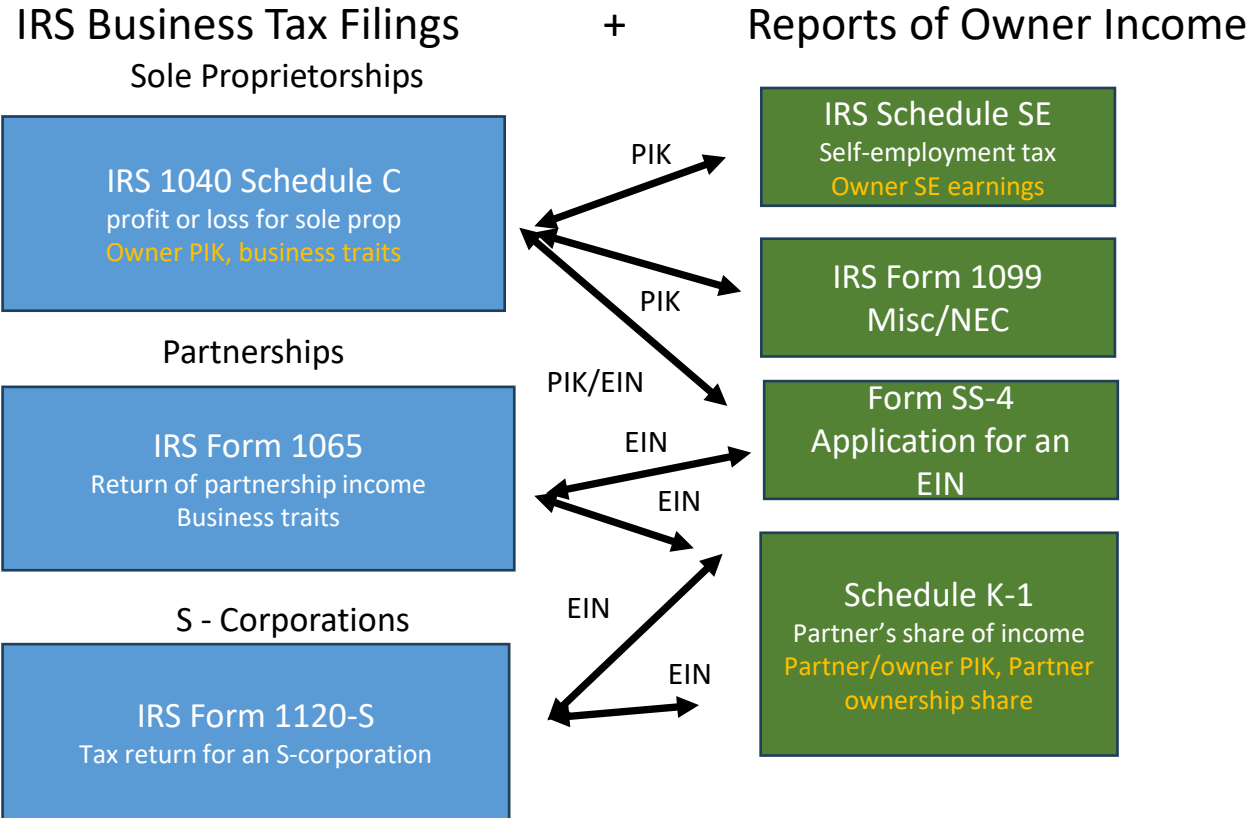 IRS Business Tax Filings + Reports of Owner Income
Sole Proprietorships
IRS 1040 Schedule C
profit or loss for sole prop
Owner PIK, business traits
Partnerships
IRS Form 1065
Return of partnership income
Business traits
S - Corporations
IRS Form 1120-S
Tax return for an S-corporation
PIK
PIK
PIK/EIN
EIN
EIN
EIN
EIN
IRS Schedule SE
Self-employment tax
Owner SE earnings
IRS Form 1099
Misc/NEC
Form SS-4
Application for an
EIN
Schedule K-1
Partner’s share of income
Partner/owner PIK, Partner
ownership share